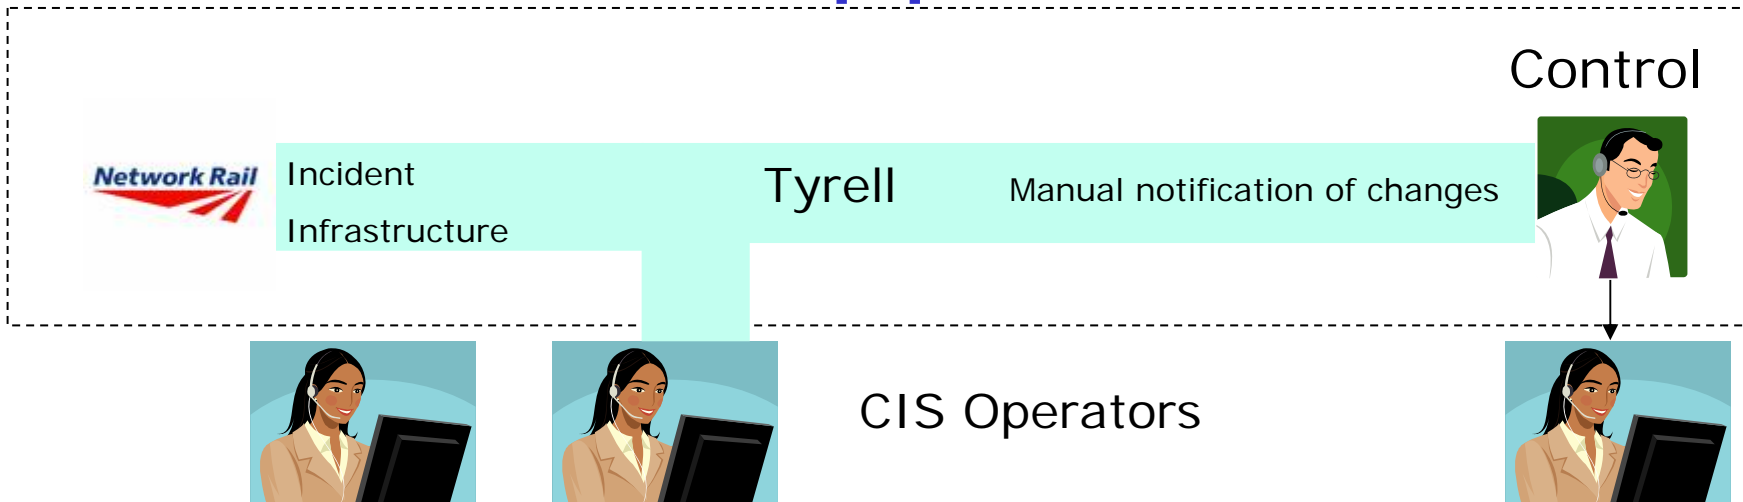 Control
Network Rail
Incident
Infrastructure
Tyrell
Manual notification of changes
CIS Operators